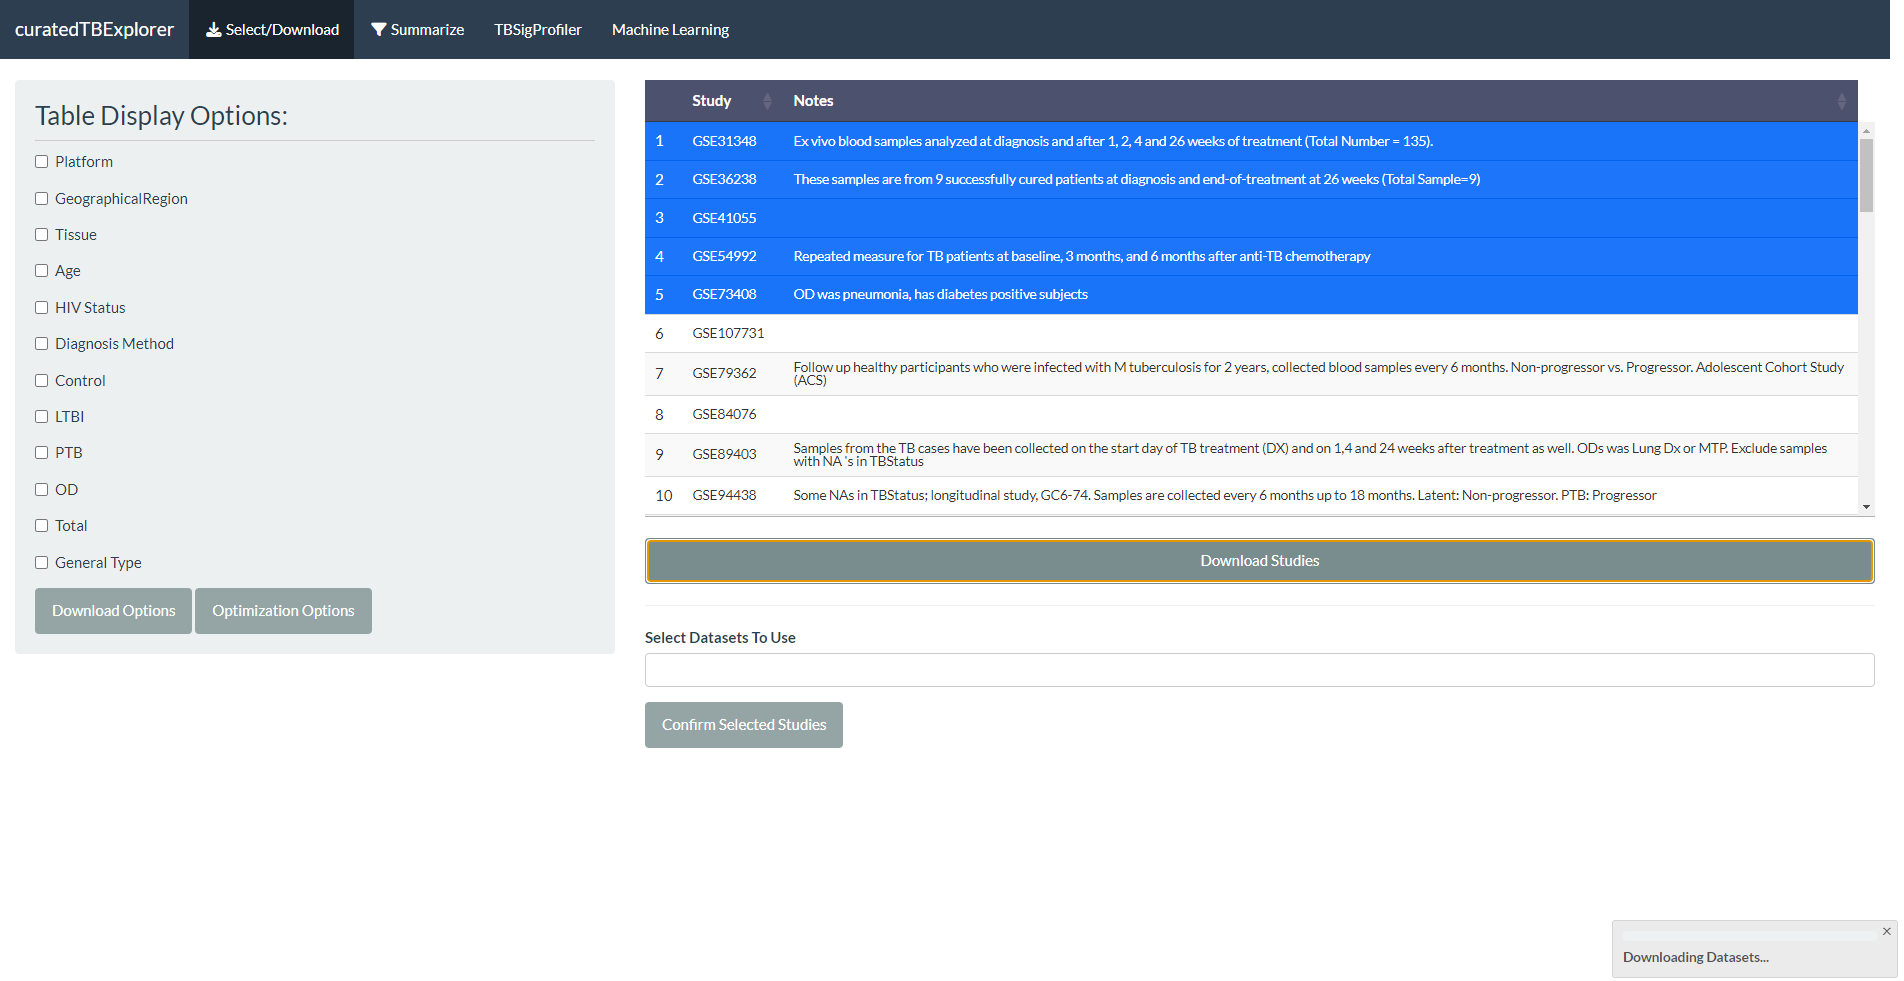 curatedTBExplorer Select/Download Summarize TBSigProfiler Machine Learning
Table Display Options:
Platform
GeographicalRegion
Tissue
Age
HIV Status
Diagnosis Method
Control
LTBI
PTB
OD
Total
General Type
Download Options Optimization Options
Study Notes
1 GSE31348 Ex vivo blood samples analyzed at diagnosis and after 1, 2, 4 and 26 weeks of treatment (Total Number = 135).
2 GSE36238 These samples are from 9 successfully cured patients at diagnosis and end-of-treatment at 26 weeks (Total Sample=9)
3 GSE41055
4 GSE54992 Repeated measure for TB patients at baseline, 3 months, and 6 months after anti-TB chemotherapy
5 GSE73408 OD was pneumonia, has diabetes positive subjects
6 GSE107731
7 GSE79362 Follow up healthy participants who were infected with M tuberculosis for 2 years, collected blood samples every 6 months. Non-progressor vs. Progressor. Adolescent Cohort Study
(ACS)
8 GSE84076
9 GSE89403 Samples from the TB cases have been collected on the start day of TB treatment (DX) and on 1,4 and 24 weeks after treatment as well. ODs was Lung Dx or MTP. Exclude samples
with NA 's in TBStatus
10 GSE94438 Some NAs in TBStatus; longitudinal study, GC6-74. Samples are collected every 6 months up to 18 months. Latent: Non-progressor. PTB: Progressor
Download Studies
Select Datasets To Use
Confirm Selected Studies
Downloading Datasets...